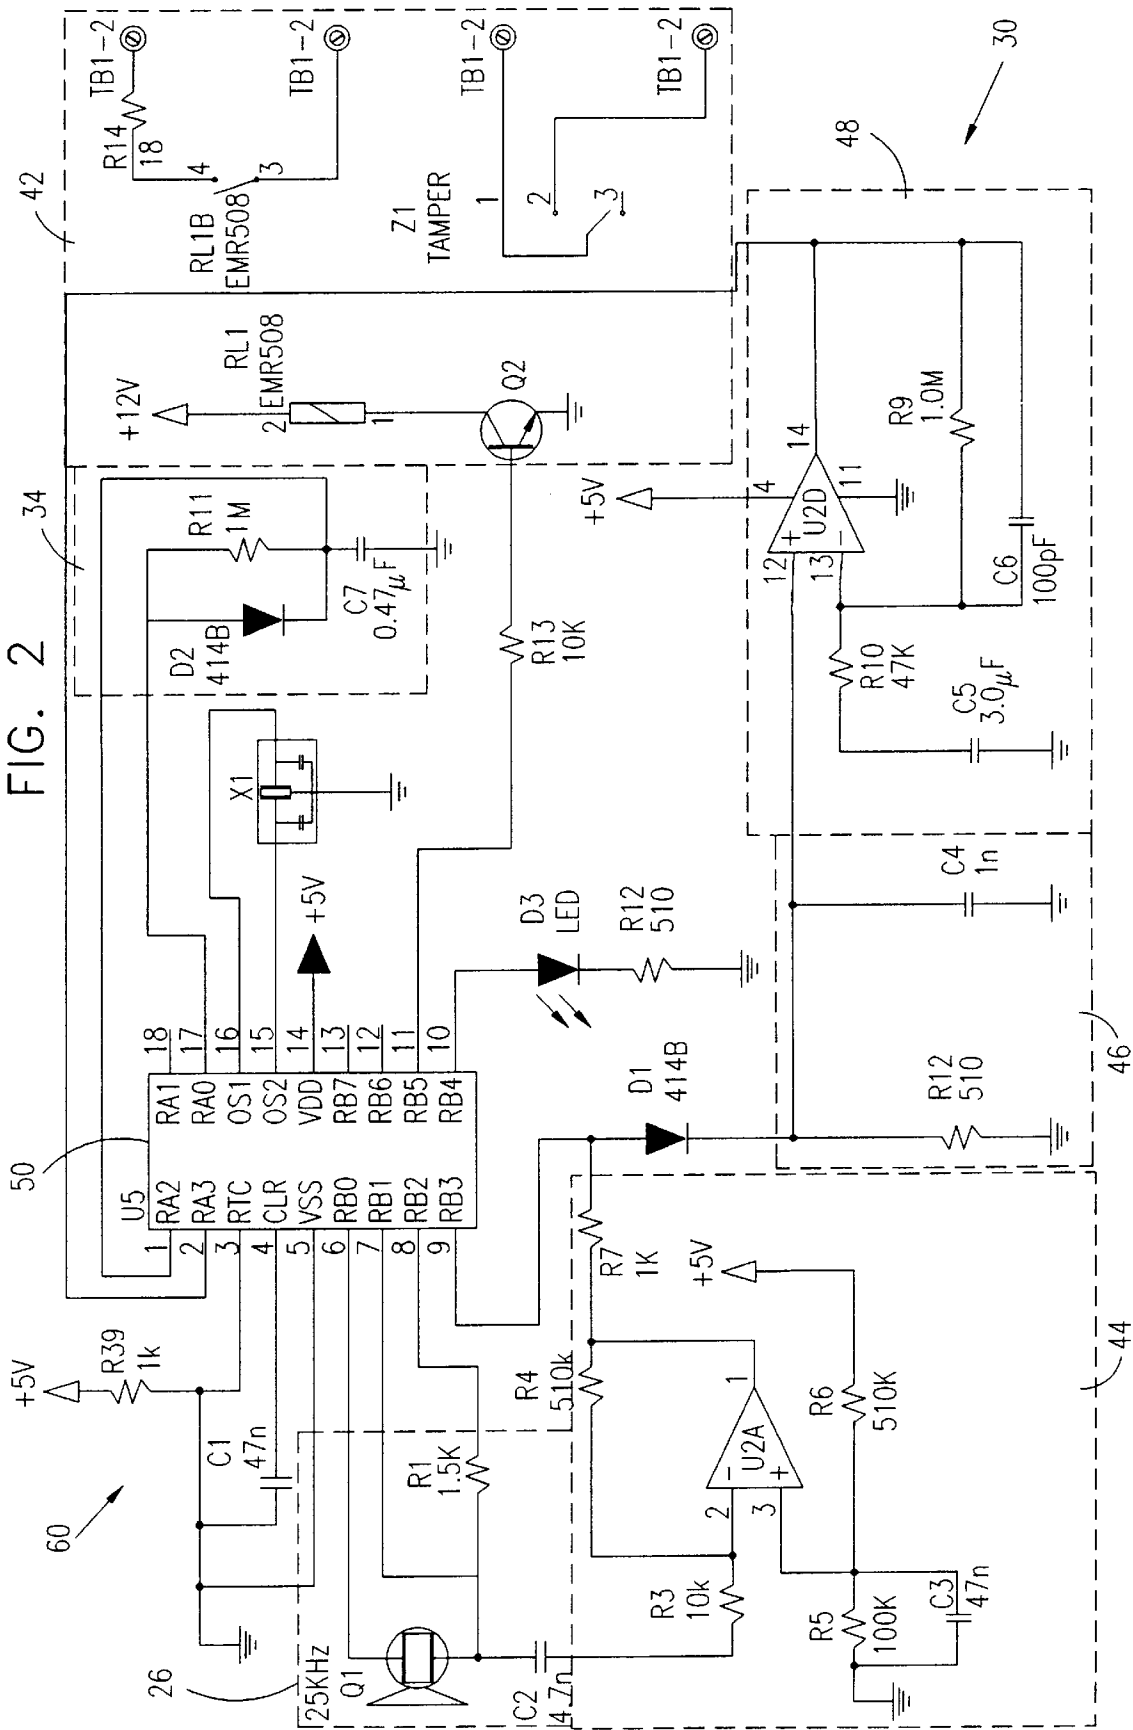 FIG. 2
60
+5V
R39
1k
C1
47n
26
25KHz
Q1
C2
4.7n
R1
1.5K
50
U5
1 RA2
2 RA3
3 RTC
4 CLR
5 VSS
6 RB0
7 RB1
8 RB2
9 RB3
RA1 18
RA0 17
OS1 16
OS2 15
VDD 14
RB7 13
RB6 12
RB5 11
RB4 10
+5V
X1
34
D2
414B
R11
1M
C7
0.47µF
R13
10K
D3
LED
R12
510
42
+12V
RL1
EMR508
2
1
Q2
R14
18
TB1-2
4
3
RL1B
EMR508
TB1-2
Z1
TAMPER
1
2
3
TB1-2
TB1-2
44
R3
10k
R4
510k
2
3
1
U2A
R5
100K
C3
47n
R6
510K
+5V
R7
1K
D1
414B
46
R12
510
C4
1n
48
+5V
12
13
U2D
4
11
14
R10
47K
C5
3.0µF
R9
1.0M
C6
100pF
30